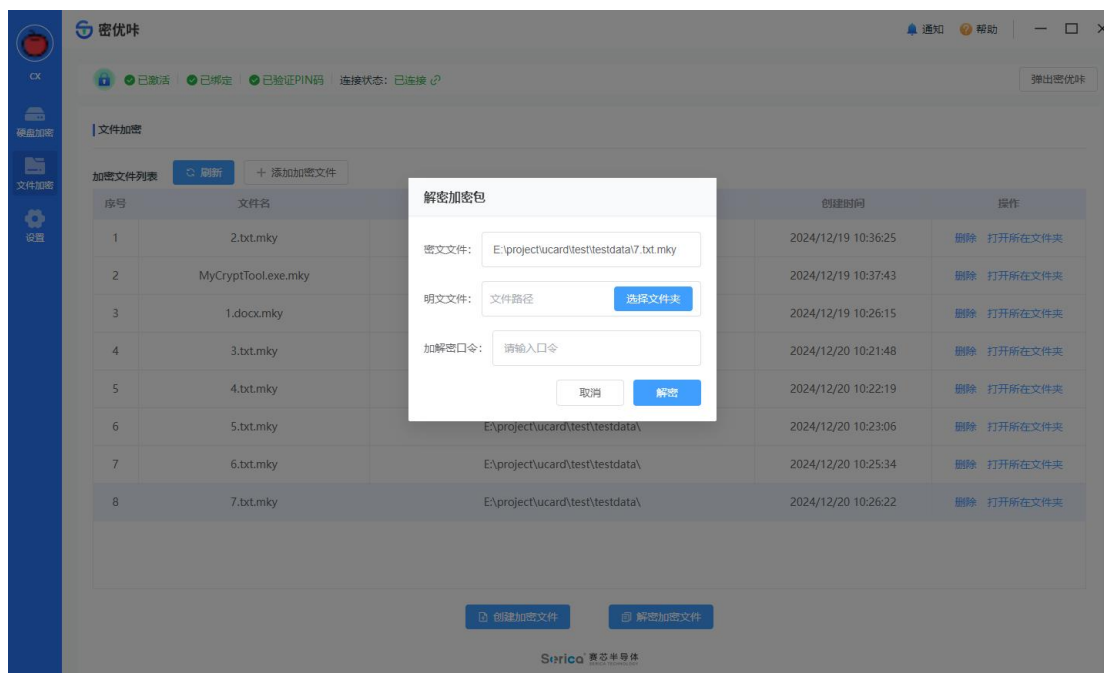 密优咔
通知 帮助
CX
已激活 已绑定 已验证PIN码 连接状态：已连接
弹出密优咔
硬盘加密
文件加密
设置
文件加密
加密文件列表 刷新 + 添加加密文件
序号 文件名 创建时间 操作
1 2.txt.mky 2024/12/19 10:36:25 删除 打开所在文件夹
2 MyCryptTool.exe.mky 2024/12/19 10:37:43 删除 打开所在文件夹
3 1.docx.mky 2024/12/19 10:26:15 删除 打开所在文件夹
4 3.txt.mky 2024/12/20 10:21:48 删除 打开所在文件夹
5 4.txt.mky 2024/12/20 10:22:19 删除 打开所在文件夹
6 5.txt.mky E:\project\ucard\test\testdata\ 2024/12/20 10:23:06 删除 打开所在文件夹
7 6.txt.mky E:\project\ucard\test\testdata\ 2024/12/20 10:25:34 删除 打开所在文件夹
8 7.txt.mky E:\project\ucard\test\testdata\ 2024/12/20 10:26:22 删除 打开所在文件夹
解密加密包
密文文件： E:\project\ucard\test\testdata\7.txt.mky
明文文件： 文件路径 选择文件夹
加解密口令： 请输入口令
取消 解密
创建加密文件 解密加密文件
Serica 赛芯半导体